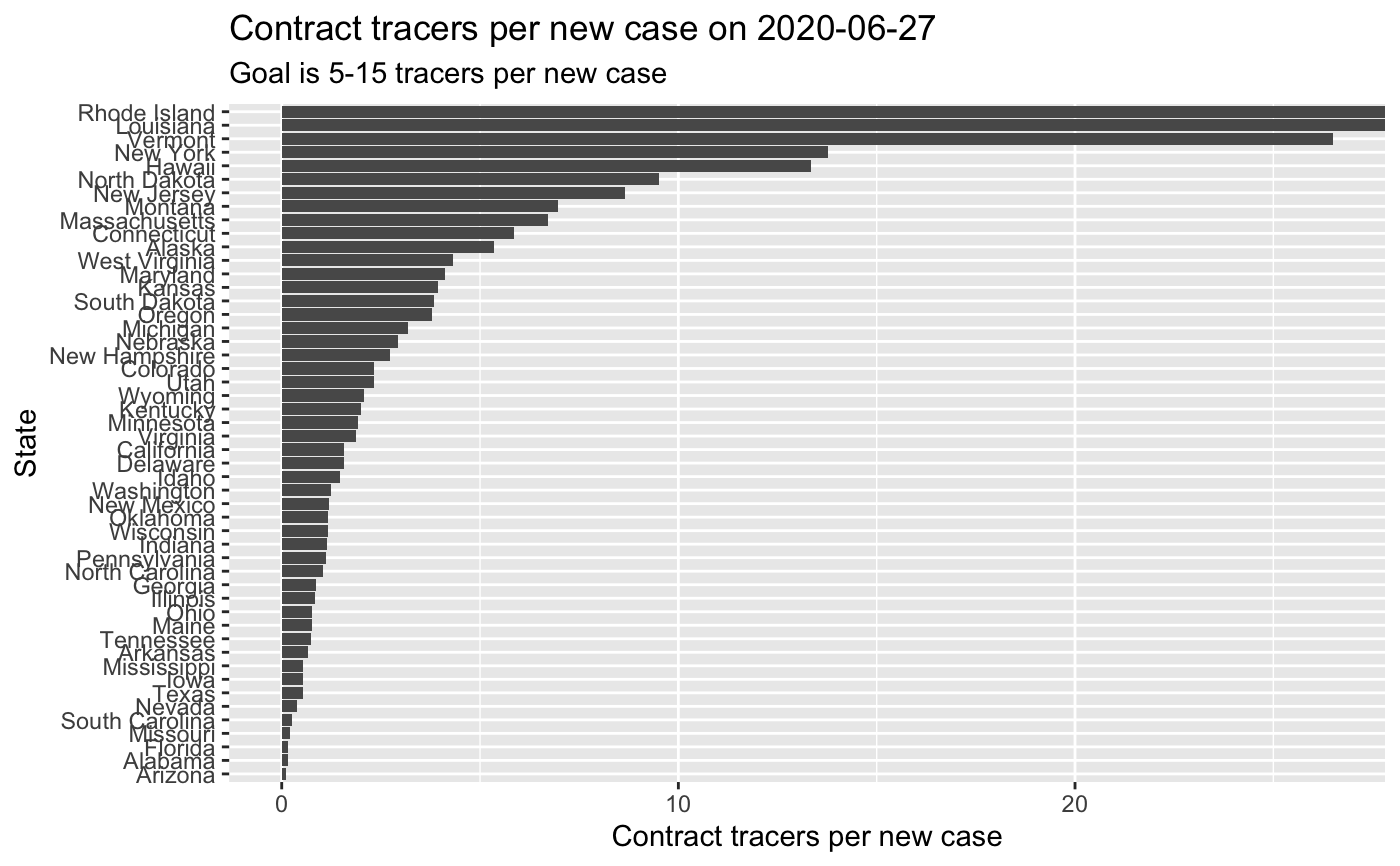 Contract tracers per new case on 2020-06-27
Goal is 5-15 tracers per new case
Rhode Island
Louisiana
Vermont
New York
Hawaii
North Dakota
New Jersey
Montana
Massachusetts
Connecticut
Alaska
West Virginia
Maryland
Kansas
South Dakota
Oregon
Michigan
Nebraska
New Hampshire
Colorado
Utah
Wyoming
Kentucky
Minnesota
Virginia
California
Delaware
Idaho
Washington
New Mexico
Oklahoma
Wisconsin
Indiana
Pennsylvania
North Carolina
Georgia
Illinois
Ohio
Maine
Tennessee
Arkansas
Mississippi
Iowa
Texas
Nevada
South Carolina
Missouri
Florida
Alabama
Arizona
State
0 10 20
Contract tracers per new case